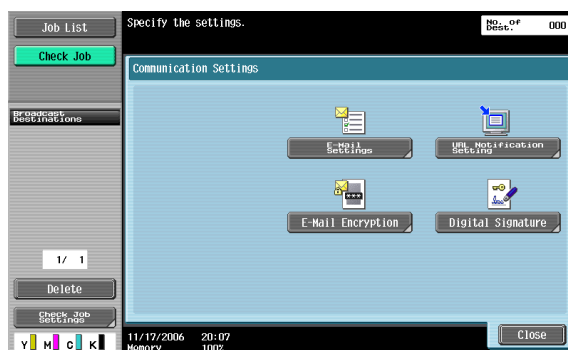 Job List
Specify the settings.
No. of
Dest.
000
Check Job
Communication Settings
Broadcast
Destinations
E-Mail
Settings
URL Notification
Setting
E-Mail Encryption
Digital Signature
1/ 1
Delete
Check Job
Settings
Y M C K
11/17/2006 20:07
Memory 100%
Close